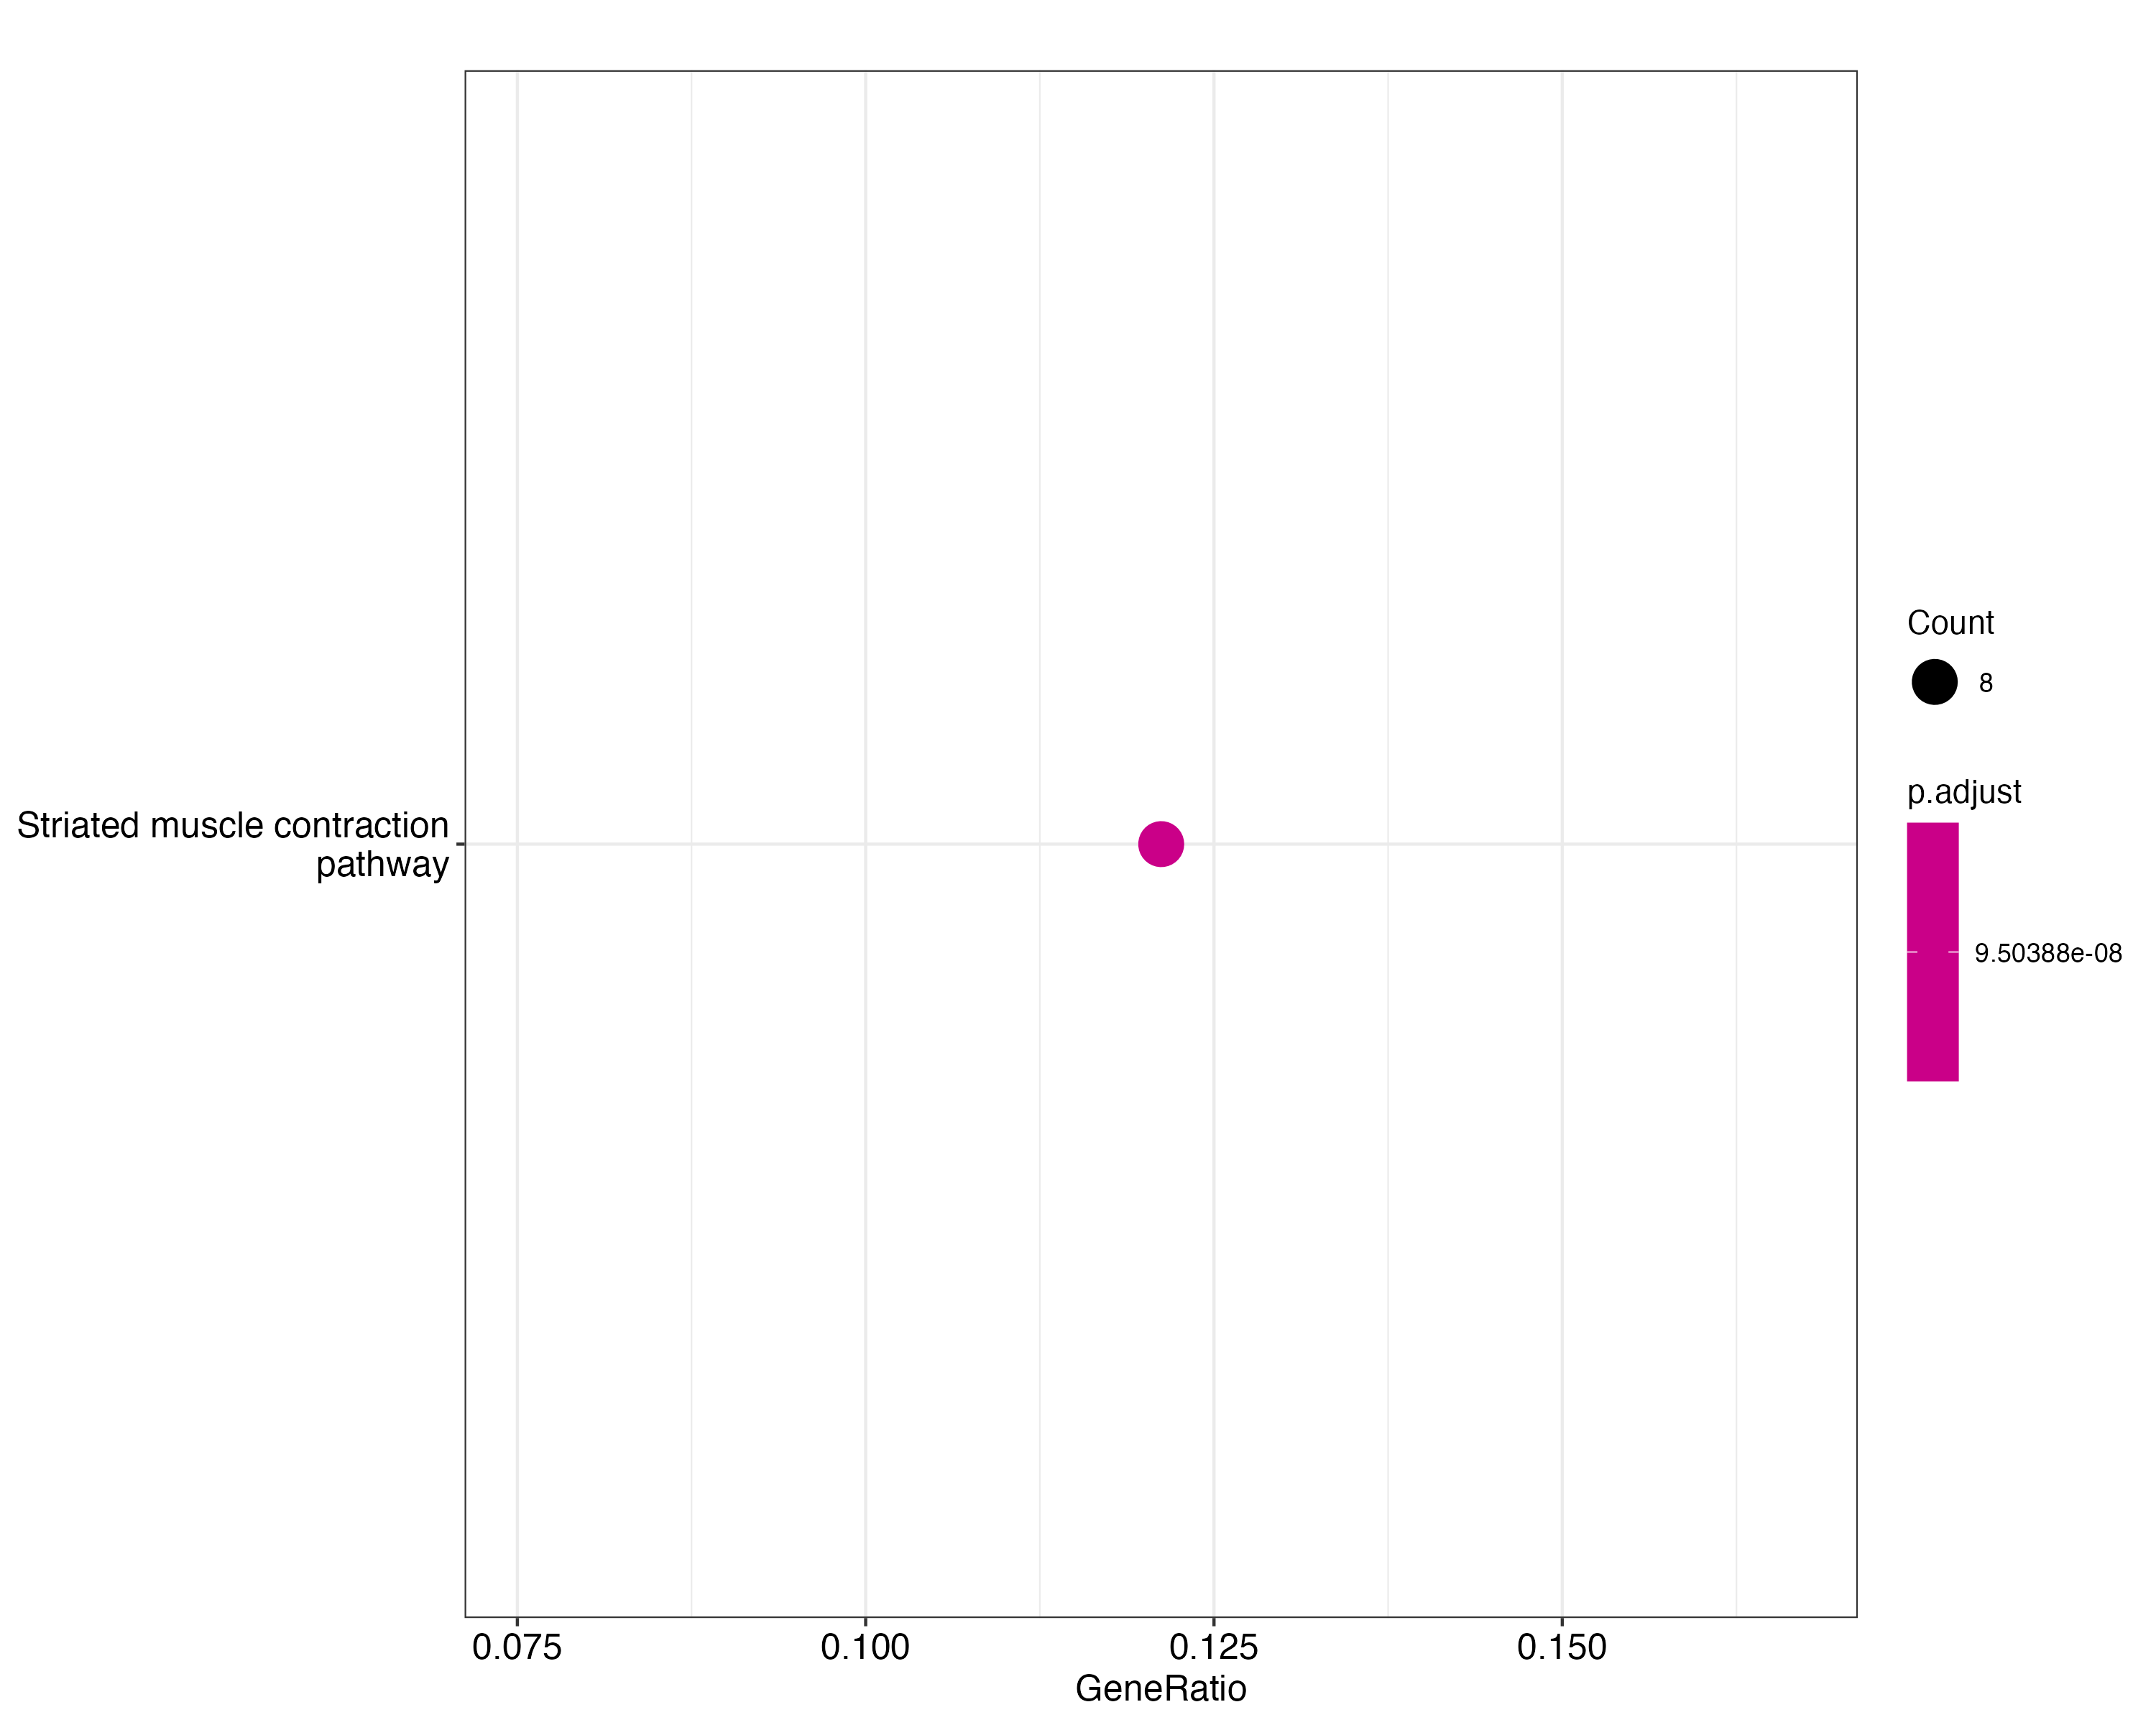 Striated muscle contraction
pathway
0.075
0.100
0.125
0.150
GeneRatio
Count
8
p.adjust
9.50388e-08